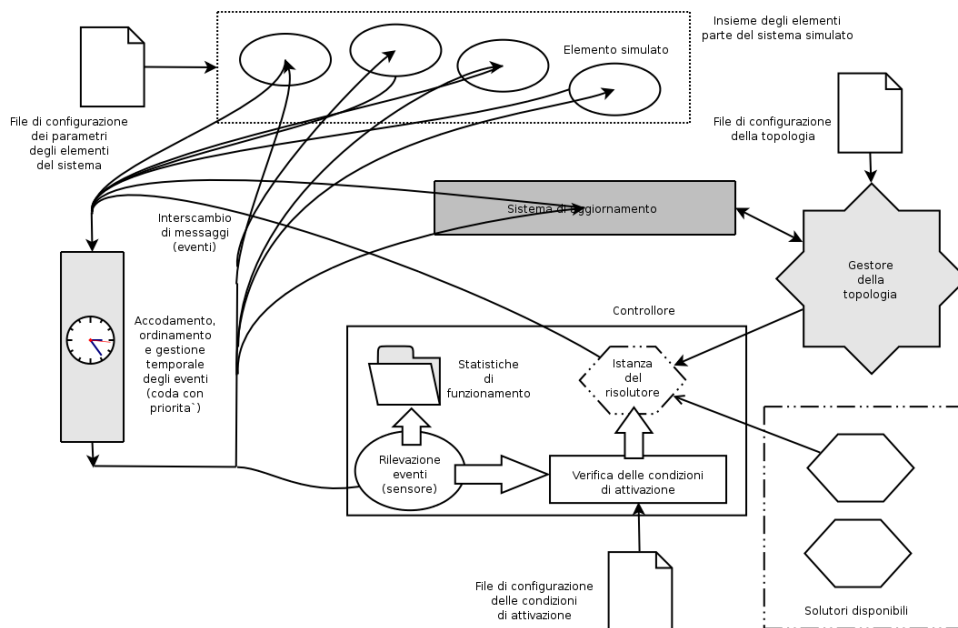 Insieme degli elementi
parte del sistema simulato
Elemento simulato
File di configurazione
dei parametri
degli elementi
del sistema
File di configurazione
della topologia
Interscambio
di messaggi
(eventi)
Sistema di aggiornamento
Gestore
della
topologia
Controllore
Accodamento,
ordinamento
e gestione
temporale
degli eventi
(coda con
priorita`)
Statistiche
di
funzionamento
Istanza
del
risolutore
Rilevazione
eventi
(sensore)
Verifica delle condizioni
di attivazione
File di configurazione
delle condizioni
di attivazione
Solutori disponibili